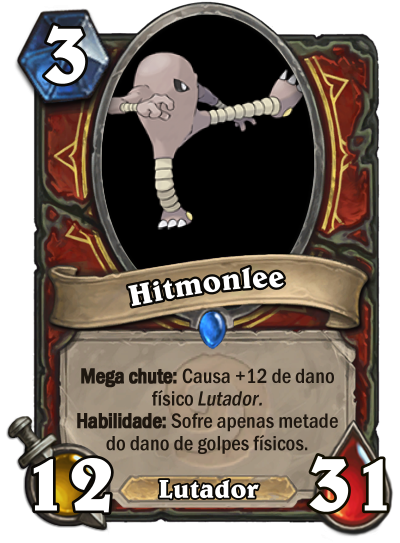 3
Hitmonlee
Mega chute: Causa +12 de dano
físico Lutador.
Habilidade: Sofre apenas metade
do dano de golpes físicos.
12
Lutador
31